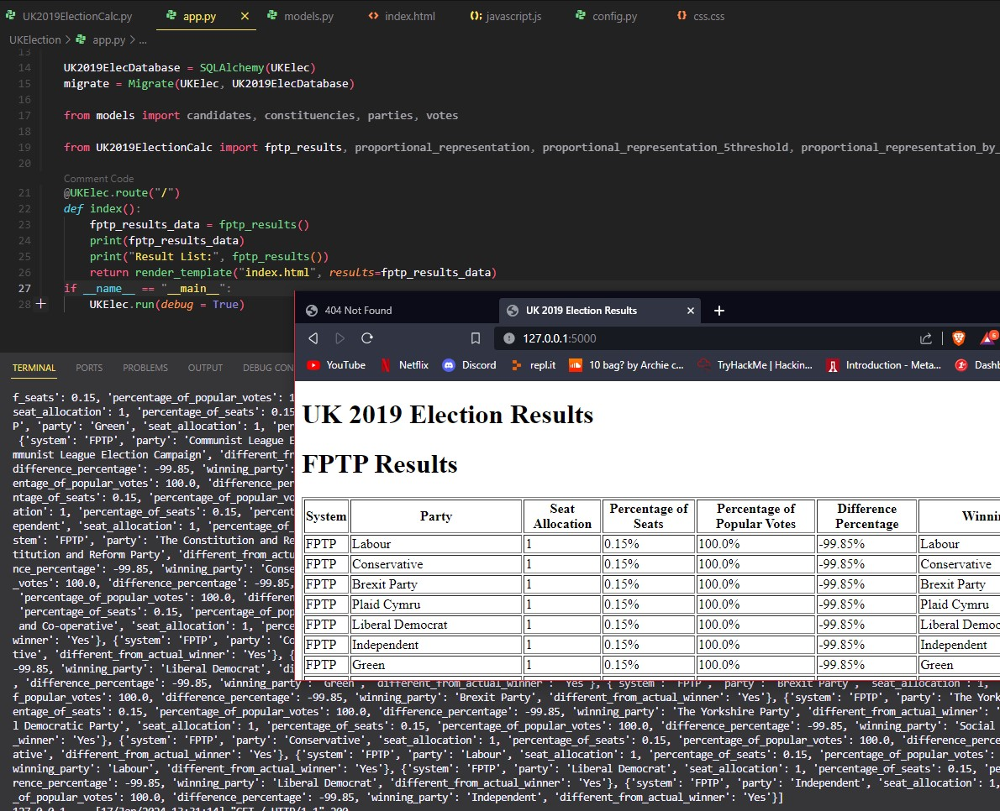 UK2019ElectionCalc.py app.py models.py index.html javascript.js config.py css.css
UKElection > app.py > ...
13
14 UK2019ElecDatabase = SQLAlchemy(UKElec)
15 migrate = Migrate(UKElec, UK2019ElecDatabase)
16
17 from models import candidates, constituencies, parties, votes
18
19 from UK2019ElectionCalc import fptp_results, proportional_representation, proportional_representation_5threshold, proportional_representation_by_
20
Comment Code
21 @UKElec.route("/")
22 def index():
23 fptp_results_data = fptp_results()
24 print(fptp_results_data)
25 print("Result List:", fptp_results())
26 return render_template("index.html", results=fptp_results_data)
27 if __name__ == "__main__":
28 UKElec.run(debug = True)
TERMINAL PORTS PROBLEMS OUTPUT DEBUG CON
f_seats': 0.15, 'percentage_of_popular_votes': 1
seat_allocation': 1, 'percentage_of_seats': 0.15
P', 'party': 'Green', 'seat_allocation': 1, 'per
{'system': 'FPTP', 'party': 'Communist League E
mmunist League Election Campaign', 'different_fr
difference_percentage': -99.85, 'winning_party':
entage_of_popular_votes': 100.0, 'difference_per
ntage_of_seats': 0.15, 'percentage_of_popular_vo
ation': 1, 'percentage_of_seats': 0.15, 'percent
ependent', 'seat_allocation': 1, 'percentage_of_
stem': 'FPTP', 'party': 'The Constitution and Re
titution and Reform Party', 'different_from_actu
nce_percentage': -99.85, 'winning_party': 'Conse
_votes': 100.0, 'difference_percentage': -99.85,
'percentage_of_popular_votes': 100.0, 'differen
s': 0.15, 'percentage_of_pop
and Co-operative', 'seat_allocation': 1, 'perce
winner': 'Yes'}, {'system': 'FPTP', 'party': 'Co
tive', 'different_from_actual_winner': 'Yes'}, {
-99.85, 'winning_party': 'Liberal Democrat', 'di
, 'difference_percentage': -99.85, 'winning_party': 'Green', 'different_from_actual_winner': 'Yes'}, {'system': 'FPTP', 'party': 'Brexit Party', 'seat_allocation': 1,
f_popular_votes': 100.0, 'difference_percentage': -99.85, 'winning_party': 'Brexit Party', 'different_from_actual_winner': 'Yes'}, {'system': 'FPTP', 'party': 'The York
entage_of_seats': 0.15, 'percentage_of_popular_votes': 100.0, 'difference_percentage': -99.85, 'winning_party': 'The Yorkshire Party', 'different_from_actual_winner': '
l Democratic Party', 'seat_allocation': 1, 'percentage_of_seats': 0.15, 'percentage_of_popular_votes': 100.0, 'difference_percentage': -99.85, 'winning_party': 'Social
_winner': 'Yes'}, {'system': 'FPTP', 'party': 'Conservative', 'seat_allocation': 1, 'percentage_of_seats': 0.15, 'percentage_of_popular_votes': 100.0, 'difference_perce
ative', 'different_from_actual_winner': 'Yes'}, {'system': 'FPTP', 'party': 'Labour', 'seat_allocation': 1, 'percentage_of_seats': 0.15, 'percentage_of_popular_votes':
winning_party': 'Labour', 'different_from_actual_winner': 'Yes'}, {'system': 'FPTP', 'party': 'Liberal Democrat', 'seat_allocation': 1, 'percentage_of_seats': 0.15, 'pe
rence_percentage': -99.85, 'winning_party': 'Liberal Democrat', 'different_from_actual_winner': 'Yes'}, {'system': 'FPTP', 'party': 'Independent', 'seat_allocation': 1,
_of_popular_votes': 100.0, 'difference_percentage': -99.85, 'winning_party': 'Independent', 'different_from_actual_winner': 'Yes'}]
127.0.0.1 - - [17/Jan/2024 13:31:14] "GET / HTTP/1.1" 200 -
404 Not Found UK 2019 Election Results
127.0.0.1:5000 6
YouTube Netflix Discord repl.it 10 bag? by Archie c... TryHackMe | Hackin... Introduction - Meta... Dashb
UK 2019 Election Results
FPTP Results
System Party Seat Allocation Percentage of Seats Percentage of Popular Votes Difference Percentage Winni
FPTP Labour 1 0.15% 100.0% -99.85% Labour
FPTP Conservative 1 0.15% 100.0% -99.85% Conservative
FPTP Brexit Party 1 0.15% 100.0% -99.85% Brexit Party
FPTP Plaid Cymru 1 0.15% 100.0% -99.85% Plaid Cymru
FPTP Liberal Democrat 1 0.15% 100.0% -99.85% Liberal Democ
FPTP Independent 1 0.15% 100.0% -99.85% Independent
FPTP Green 1 0.15% 100.0% -99.85% Green